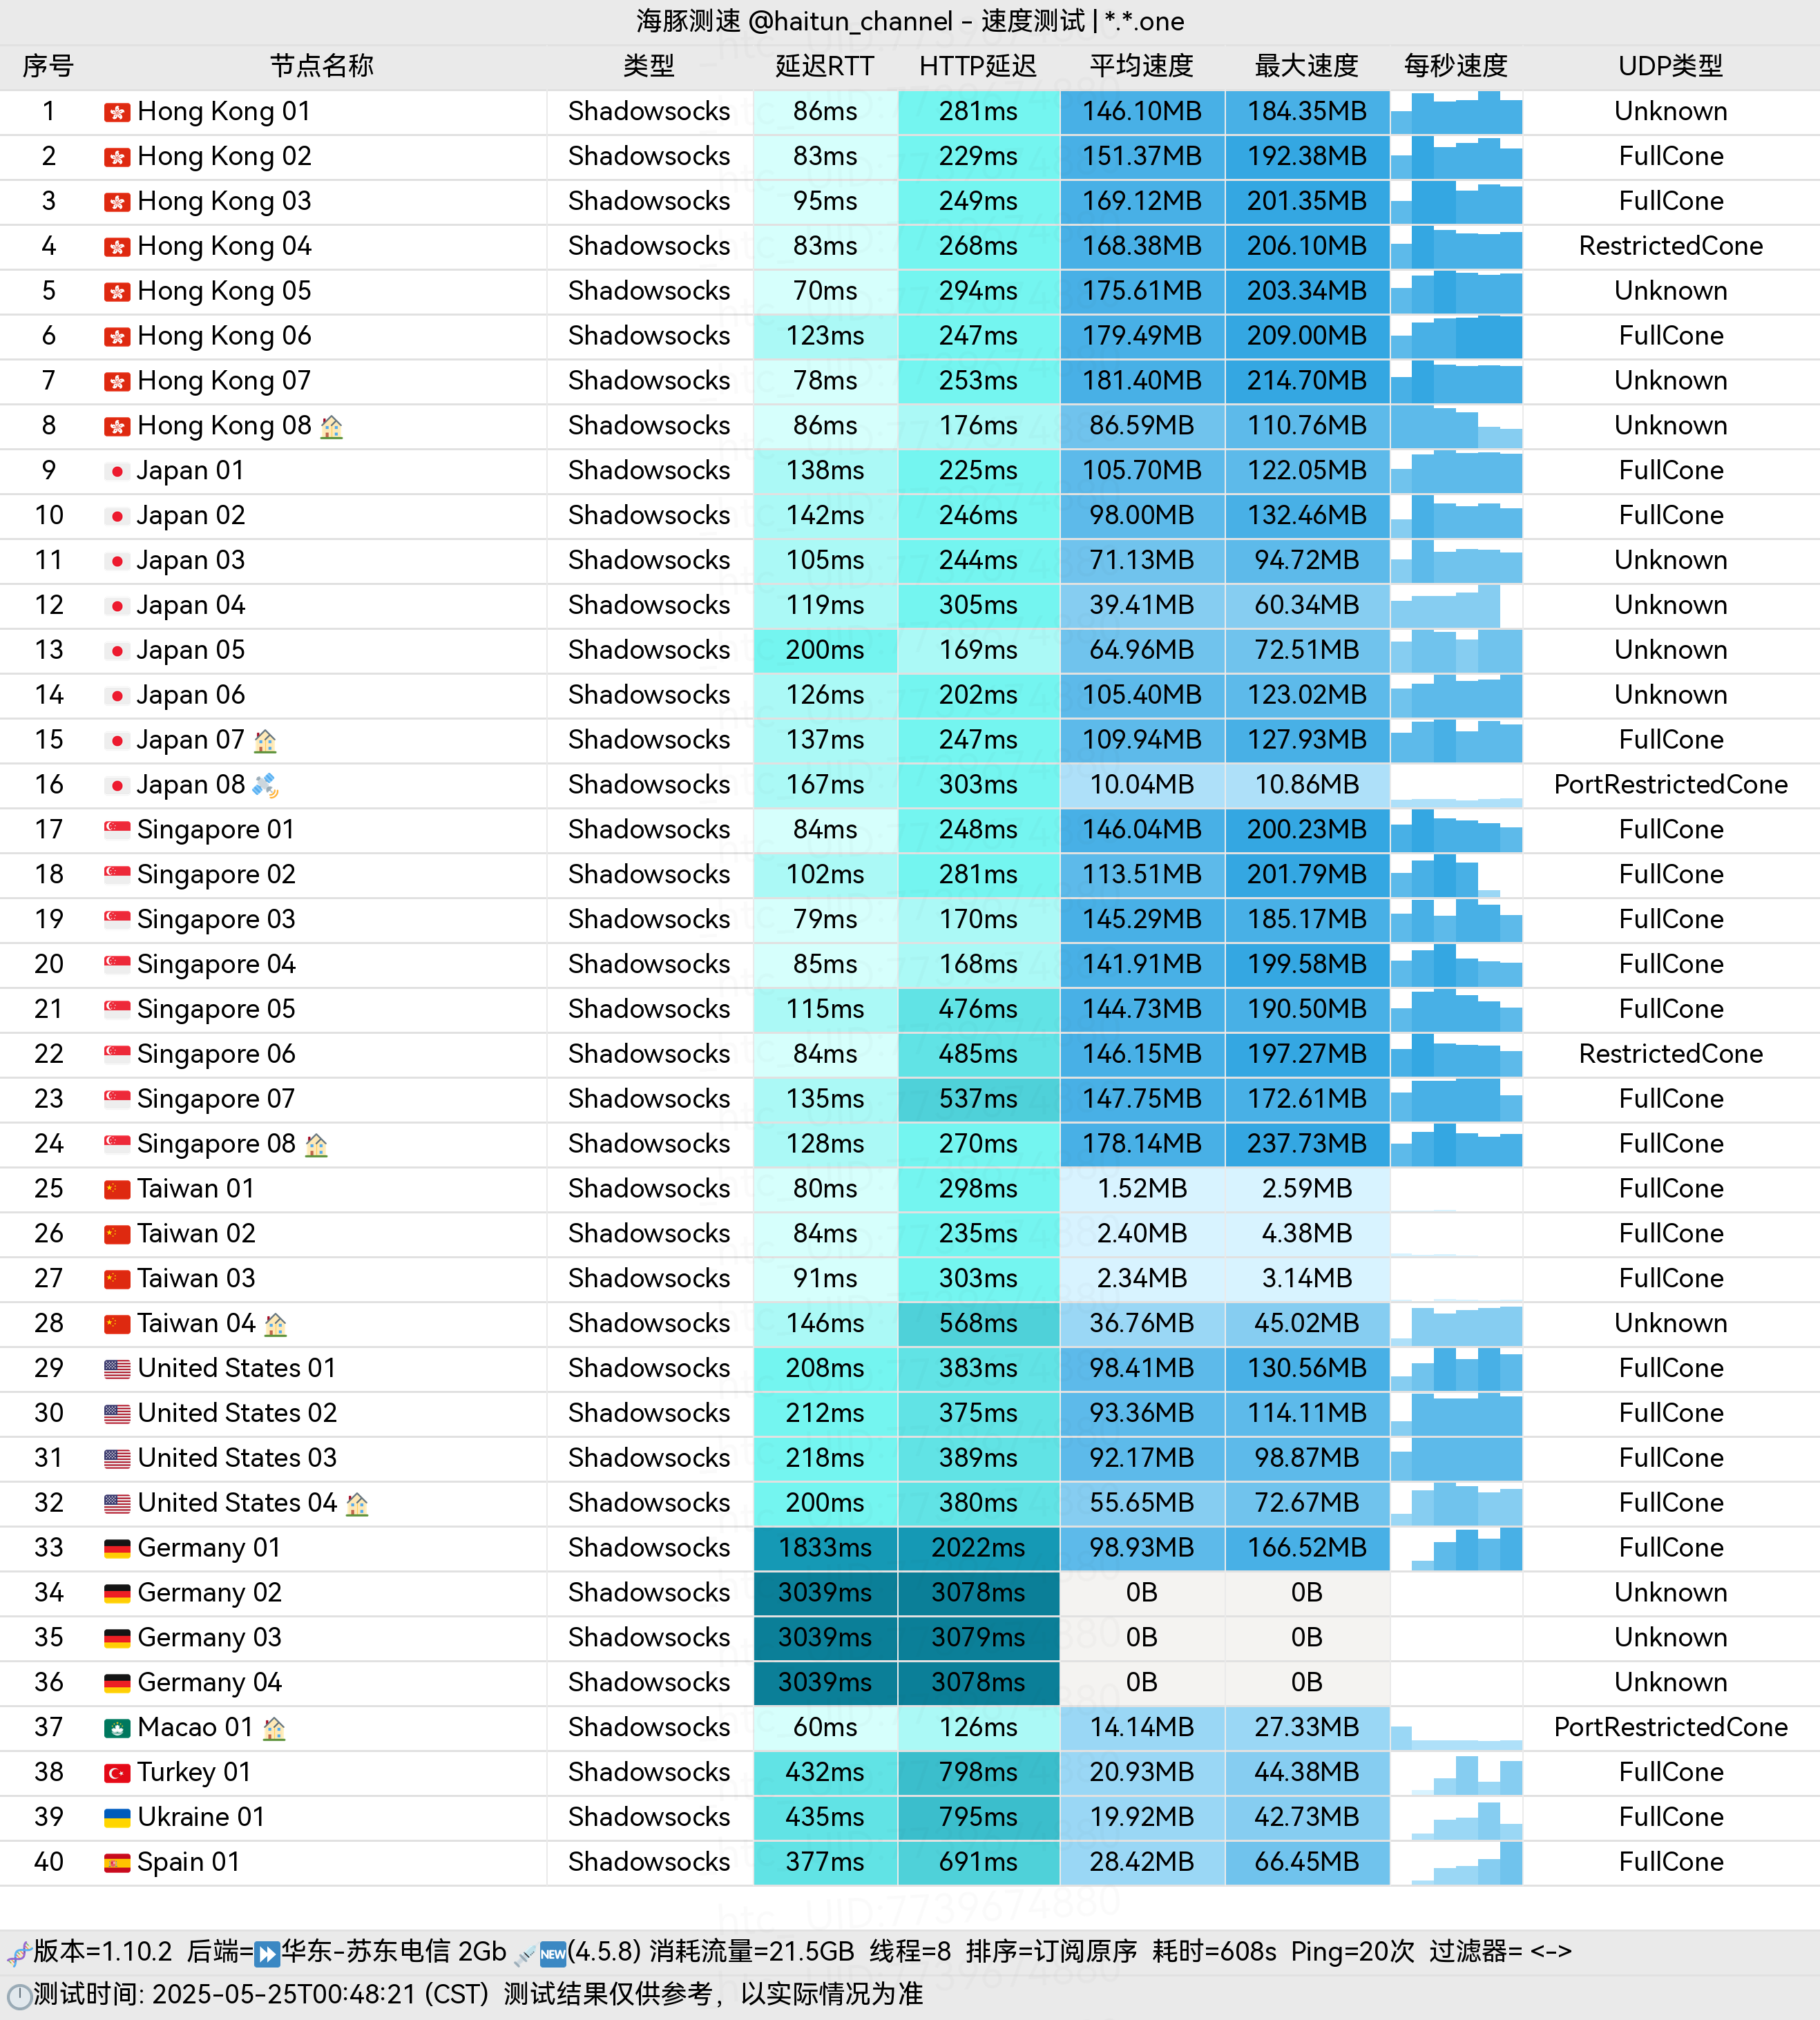 海豚测速 @haitun_channel - 速度测试 | *.*.one
序号 节点名称 类型 延迟RTT HTTP延迟 平均速度 最大速度 每秒速度 UDP类型
1 Hong Kong 01 Shadowsocks 86ms 281ms 146.10MB 184.35MB Unknown
2 Hong Kong 02 Shadowsocks 83ms 229ms 151.37MB 192.38MB FullCone
3 Hong Kong 03 Shadowsocks 95ms 249ms 169.12MB 201.35MB FullCone
4 Hong Kong 04 Shadowsocks 83ms 268ms 168.38MB 206.10MB RestrictedCone
5 Hong Kong 05 Shadowsocks 70ms 294ms 175.61MB 203.34MB Unknown
6 Hong Kong 06 Shadowsocks 123ms 247ms 179.49MB 209.00MB FullCone
7 Hong Kong 07 Shadowsocks 78ms 253ms 181.40MB 214.70MB Unknown
8 Hong Kong 08 Shadowsocks 86ms 176ms 86.59MB 110.76MB Unknown
9 Japan 01 Shadowsocks 138ms 225ms 105.70MB 122.05MB FullCone
10 Japan 02 Shadowsocks 142ms 246ms 98.00MB 132.46MB FullCone
11 Japan 03 Shadowsocks 105ms 244ms 71.13MB 94.72MB Unknown
12 Japan 04 Shadowsocks 119ms 305ms 39.41MB 60.34MB Unknown
13 Japan 05 Shadowsocks 200ms 169ms 64.96MB 72.51MB Unknown
14 Japan 06 Shadowsocks 126ms 202ms 105.40MB 123.02MB Unknown
15 Japan 07 Shadowsocks 137ms 247ms 109.94MB 127.93MB FullCone
16 Japan 08 Shadowsocks 167ms 303ms 10.04MB 10.86MB PortRestrictedCone
17 Singapore 01 Shadowsocks 84ms 248ms 146.04MB 200.23MB FullCone
18 Singapore 02 Shadowsocks 102ms 281ms 113.51MB 201.79MB FullCone
19 Singapore 03 Shadowsocks 79ms 170ms 145.29MB 185.17MB FullCone
20 Singapore 04 Shadowsocks 85ms 168ms 141.91MB 199.58MB FullCone
21 Singapore 05 Shadowsocks 115ms 476ms 144.73MB 190.50MB FullCone
22 Singapore 06 Shadowsocks 84ms 485ms 146.15MB 197.27MB RestrictedCone
23 Singapore 07 Shadowsocks 135ms 537ms 147.75MB 172.61MB FullCone
24 Singapore 08 Shadowsocks 128ms 270ms 178.14MB 237.73MB FullCone
25 Taiwan 01 Shadowsocks 80ms 298ms 1.52MB 2.59MB FullCone
26 Taiwan 02 Shadowsocks 84ms 235ms 2.40MB 4.38MB FullCone
27 Taiwan 03 Shadowsocks 91ms 303ms 2.34MB 3.14MB FullCone
28 Taiwan 04 Shadowsocks 146ms 568ms 36.76MB 45.02MB Unknown
29 United States 01 Shadowsocks 208ms 383ms 98.41MB 130.56MB FullCone
30 United States 02 Shadowsocks 212ms 375ms 93.36MB 114.11MB FullCone
31 United States 03 Shadowsocks 218ms 389ms 92.17MB 98.87MB FullCone
32 United States 04 Shadowsocks 200ms 380ms 55.65MB 72.67MB FullCone
33 Germany 01 Shadowsocks 1833ms 2022ms 98.93MB 166.52MB FullCone
34 Germany 02 Shadowsocks 3039ms 3078ms 0B 0B Unknown
35 Germany 03 Shadowsocks 3039ms 3079ms 0B 0B Unknown
36 Germany 04 Shadowsocks 3039ms 3078ms 0B 0B Unknown
37 Macao 01 Shadowsocks 60ms 126ms 14.14MB 27.33MB PortRestrictedCone
38 Turkey 01 Shadowsocks 432ms 798ms 20.93MB 44.38MB FullCone
39 Ukraine 01 Shadowsocks 435ms 795ms 19.92MB 42.73MB FullCone
40 Spain 01 Shadowsocks 377ms 691ms 28.42MB 66.45MB FullCone
htc_ UID:7739674880
版本=1.10.2 后端=⏩华东-苏东电信 2Gb 🆕(4.5.8) 消耗流量=21.5GB 线程=8 排序=订阅原序 耗时=608s Ping=20次 过滤器= <->
测试时间: 2025-05-25T00:48:21 (CST) 测试结果仅供参考，以实际情况为准